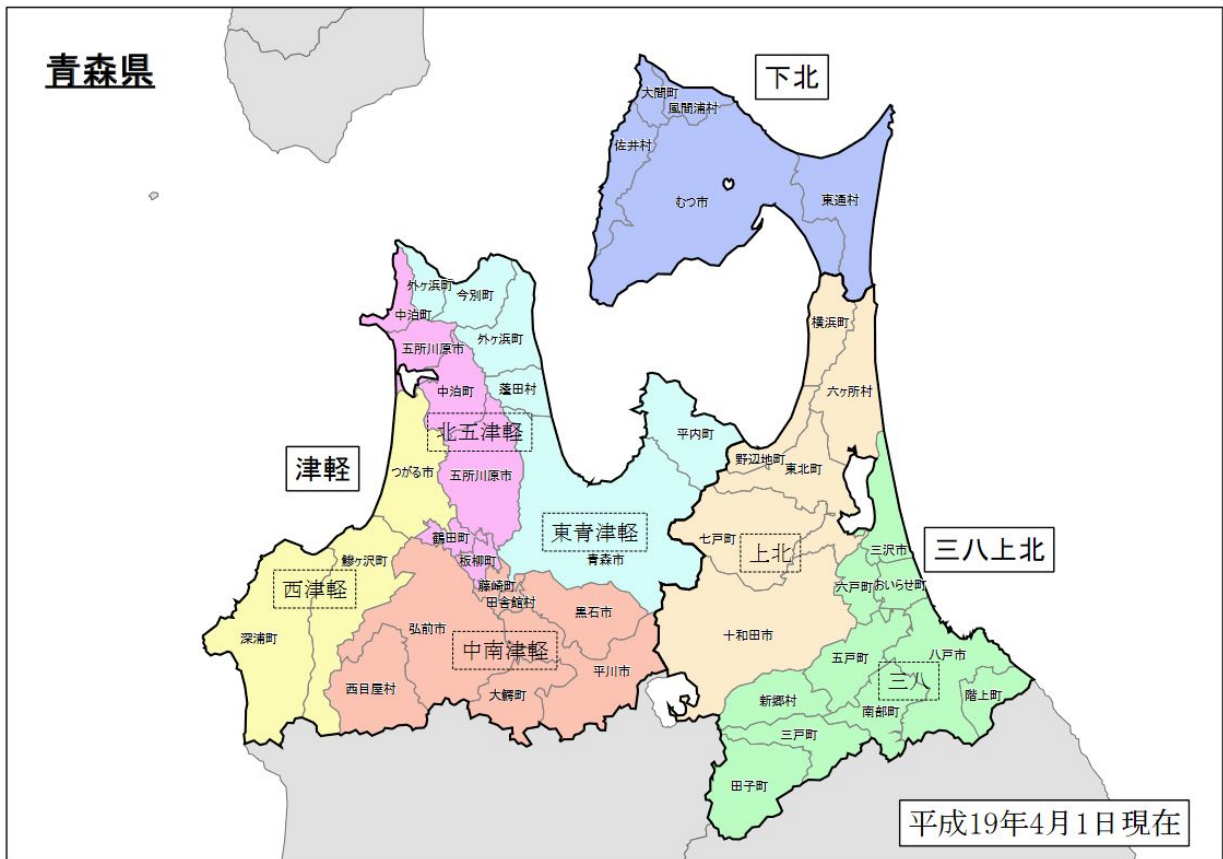 青森県
下北
大間町
風間浦村
佐井村
むつ市
東通村
外ヶ浜町
今別町
中泊町
横浜町
外ヶ浜町
五所川原市
中泊町
蓬田村
六ヶ所村
北五津軽
平内町
津軽
つがる市
五所川原市
野辺地町
東北町
鶴田町
東青津軽
青森市
七戸町
上北
三沢市
三八上北
鰺ヶ沢町
板柳町
西津軽
藤崎町
田舎館村
黒石市
六戸町
おいらせ町
深浦町
弘前市
中南津軽
十和田市
五戸町
八戸市
平川市
西目屋村
大鰐町
新郷村
三八
階上町
南部町
三戸町
田子町
平成19年4月1日現在